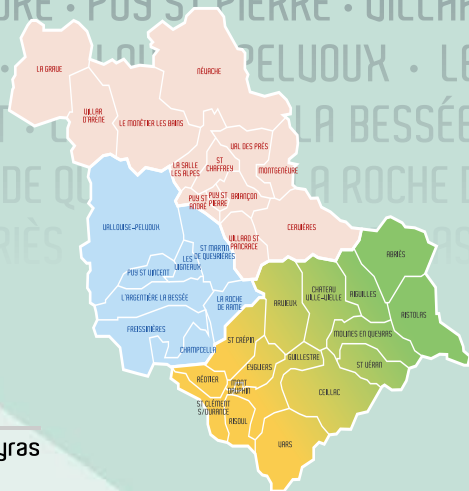 PUY ST PIERRE • VILLAR
PELVOUX • LE
LA BESSÉE
DE QU
A ROCHE
RIÈS
LA GRAVE
NÉVACHE
VILLAR
D'ARÈNE
LE MONÊTIER LES BAINS
VAL DES PRÉS
LA SALLE
LES ALPES
ST
CHAFFREY
MONTGENÈVRE
PUY ST
ANDRÉ
PUY ST
PIERRE
BRIANÇON
VILLARD ST
PANCRACE
CERVIÈRES
VALLOUISE-PELVOUX
ST MARTIN
DE QUEYRIÈRES
LES
VIGNEAUX
PUY ST VINCENT
L'ARGENTIÈRE LA BESSÉE
LA ROCHE
DE RAME
FREISSINIÈRES
CHAMPCELLA
ABRIÈS
CHATEAU
VILLE-VIELLE
AIGUILLES
ARVIEUX
RISTOLAS
MOLINES EN QUEYRAS
ST CRÉPIN
GUILLESTRE
ST VÉRAN
EYGLIERS
RÉOTIER
MONT
DAUPHIN
CEILLAC
ST CLÉMENT
S/DURANCE
RISOUL
VARS
yras